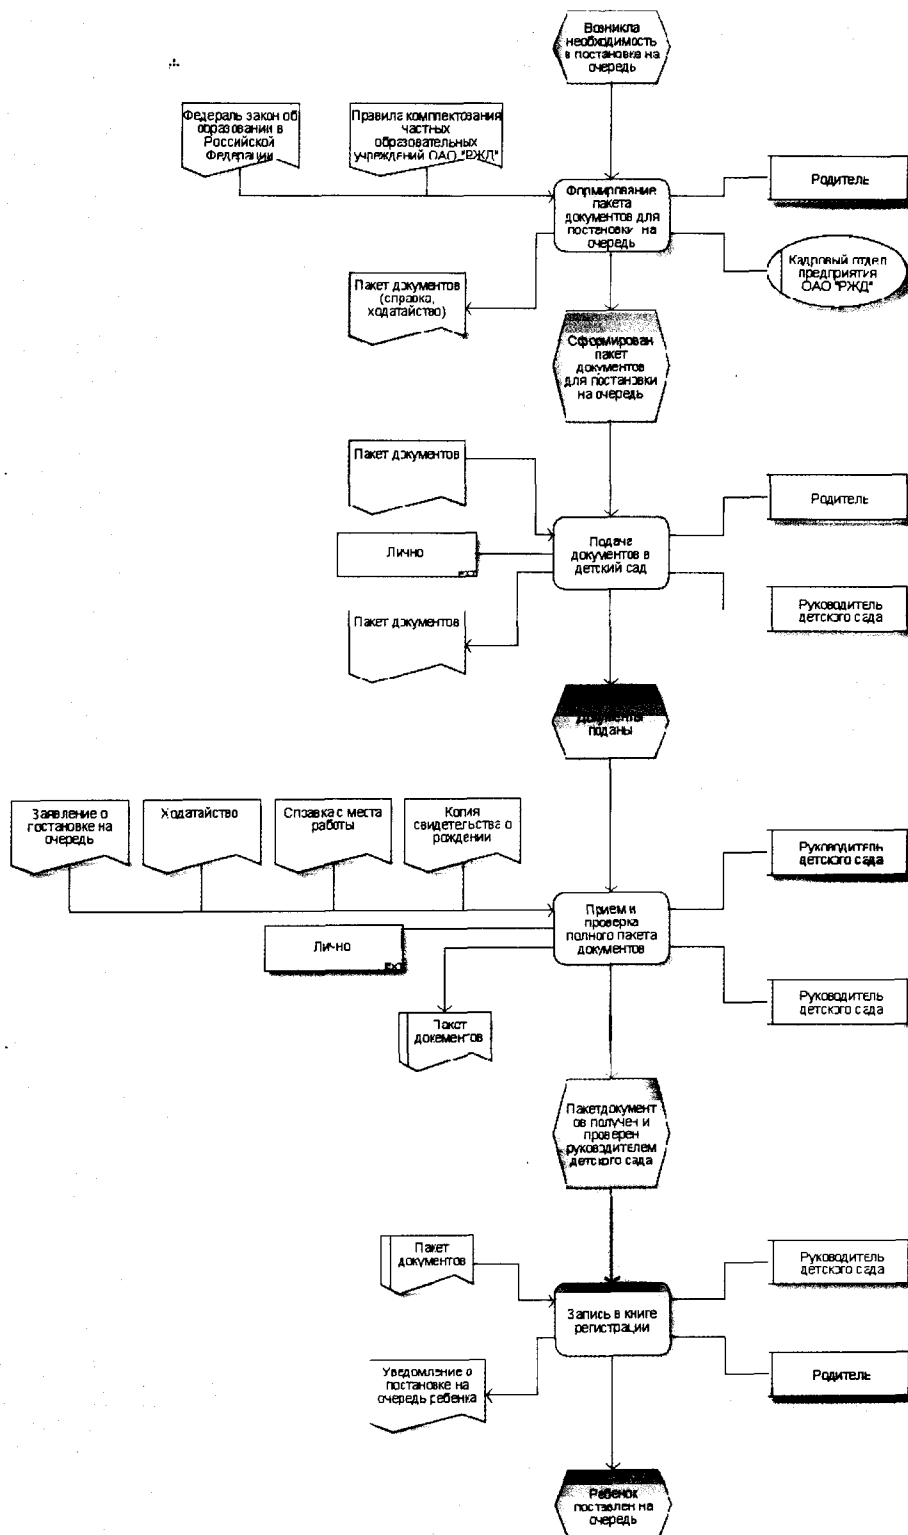 Возникла
необходимость
в постановке на
очередь
Федераль закон об
образовании в
Российской
Федерации
Правила комплектования
частных
образовательных
учреждений ОАО "РЖД"
Формирование
пакета
документов для
постановки на
очередь
Родитель
Кадровый отдел
предприятия
ОАО "РЖД"
Пакет документов
(справка,
ходатайство)
Сформирован
пакет
документов
для постановки
на очередь
Пакет документов
Родитель
Подача
документов в
детский сад
Лично
EXT
Пакет документов
Руководитель
детского сада
Документы
поданы
Заявление о
постановке на
очередь
Ходатайство
Справка с места
работы
Копия
свидетельства о
рождении
Руководитель
детского сада
Прием и
проверка
полного пакета
документов
Лично
EXT
Руководитель
детского сада
Пакет
докементов
Пакет документ
ов получен и
проверен
руководителем
детского сада
Пакет
документов
Руководитель
детского сада
Запись в книге
регистрации
Уведомление о
постановке на
очередь ребенка
Родитель
Ребенок
поставлен на
очередь